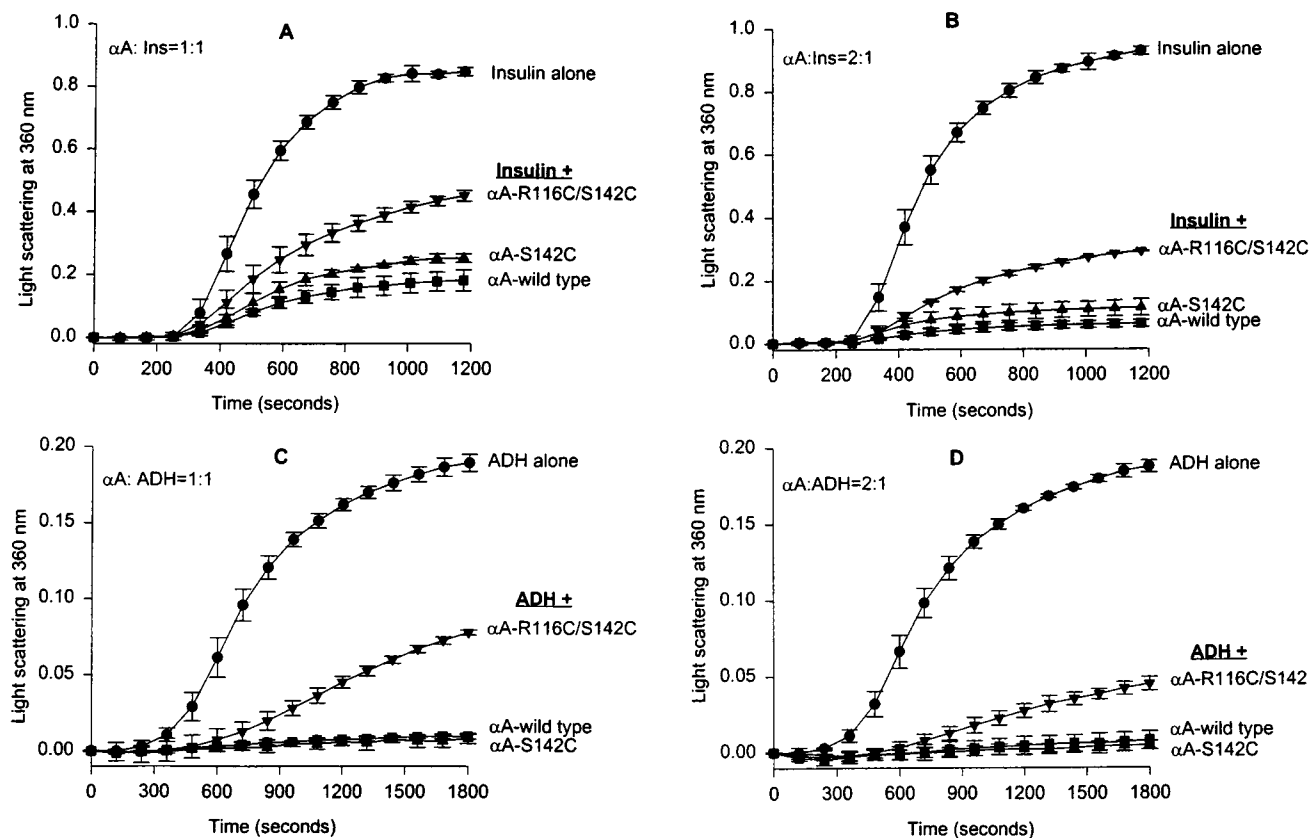 A
αA: Ins=1:1
Light scattering at 360 nm
1.0
0.8
0.6
0.4
0.2
0.0
0
200
400
600
800
1000
1200
Time (seconds)
Insulin alone
Insulin +
αA-R116C/S142C
αA-S142C
αA-wild type
B
αA:Ins=2:1
Light scattering at 360 nm
1.0
0.8
0.6
0.4
0.2
0.0
0
200
400
600
800
1000
1200
Time (seconds)
Insulin alone
Insulin +
αA-R116C/S142C
αA-S142C
αA-wild type
C
αA: ADH=1:1
Light scattering at 360 nm
0.20
0.15
0.10
0.05
0.00
0
300
600
900
1200
1500
1800
Time (seconds)
ADH alone
ADH +
αA-R116C/S142C
αA-wild type
αA-S142C
D
αA:ADH=2:1
Light scattering at 360 nm
0.20
0.15
0.10
0.05
0.00
0
300
600
900
1200
1500
1800
Time (seconds)
ADH alone
ADH +
αA-R116C/S142
αA-wild type
αA-S142C